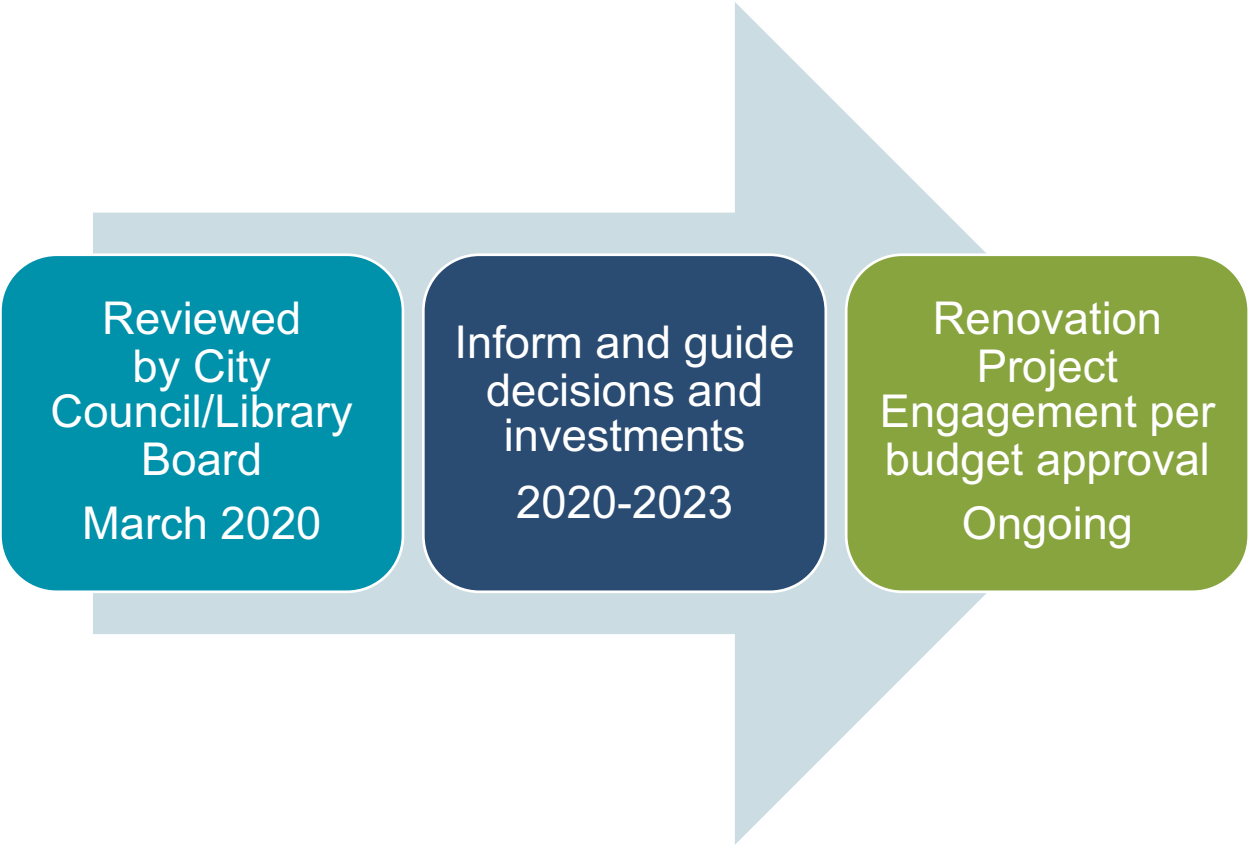 Reviewed
by City
Council/Library
Board
March 2020
Inform and guide
decisions and
investments
2020-2023
Renovation
Project
Engagement per
budget approval
Ongoing